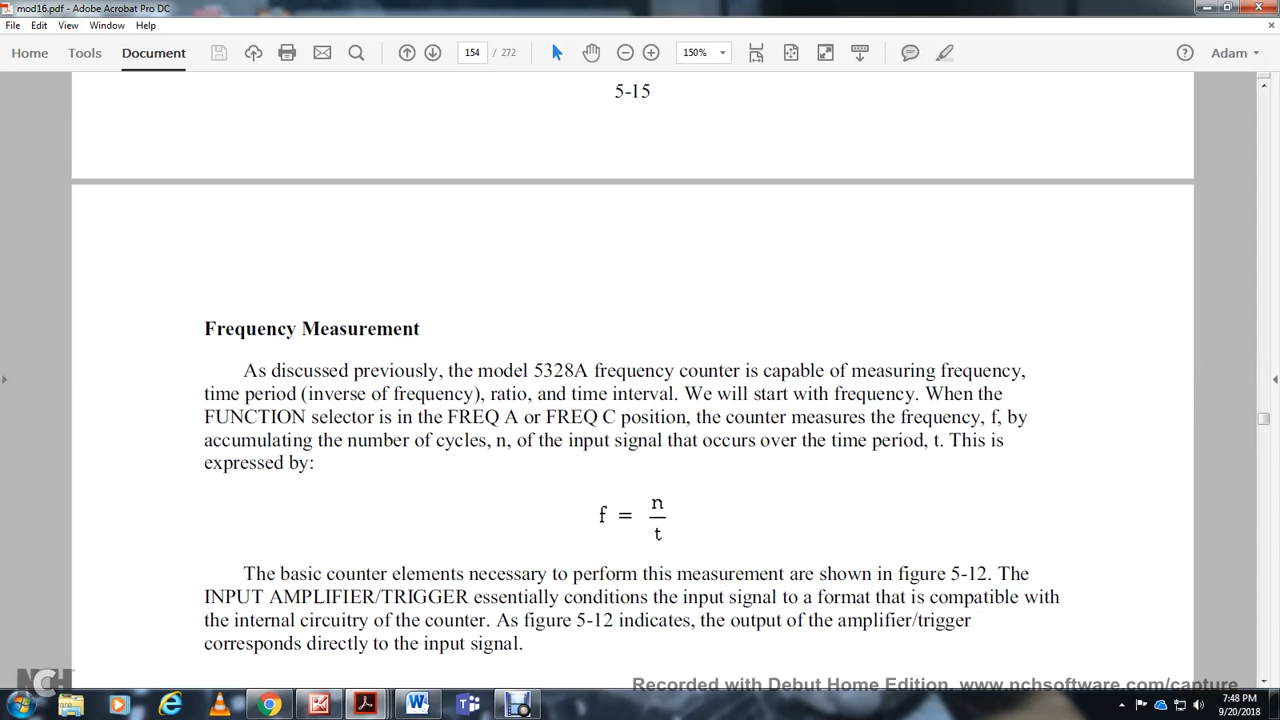 mod16.pdf - Adobe Acrobat Pro DC
File Edit View Window Help
Home Tools Document 154 / 272 150% Adam
5-15
Frequency Measurement
As discussed previously, the model 5328A frequency counter is capable of measuring frequency,
time period (inverse of frequency), ratio, and time interval. We will start with frequency. When the
FUNCTION selector is in the FREQ A or FREQ C position, the counter measures the frequency, f, by
accumulating the number of cycles, n, of the input signal that occurs over the time period, t. This is
expressed by:
f = n
t
The basic counter elements necessary to perform this measurement are shown in figure 5-12. The
INPUT AMPLIFIER/TRIGGER essentially conditions the input signal to a format that is compatible with
the internal circuitry of the counter. As figure 5-12 indicates, the output of the amplifier/trigger
corresponds directly to the input signal.
NCH
Recorded with Debut Home Edition. www.nchsoftware.com/capture
7:48 PM
9/20/2018